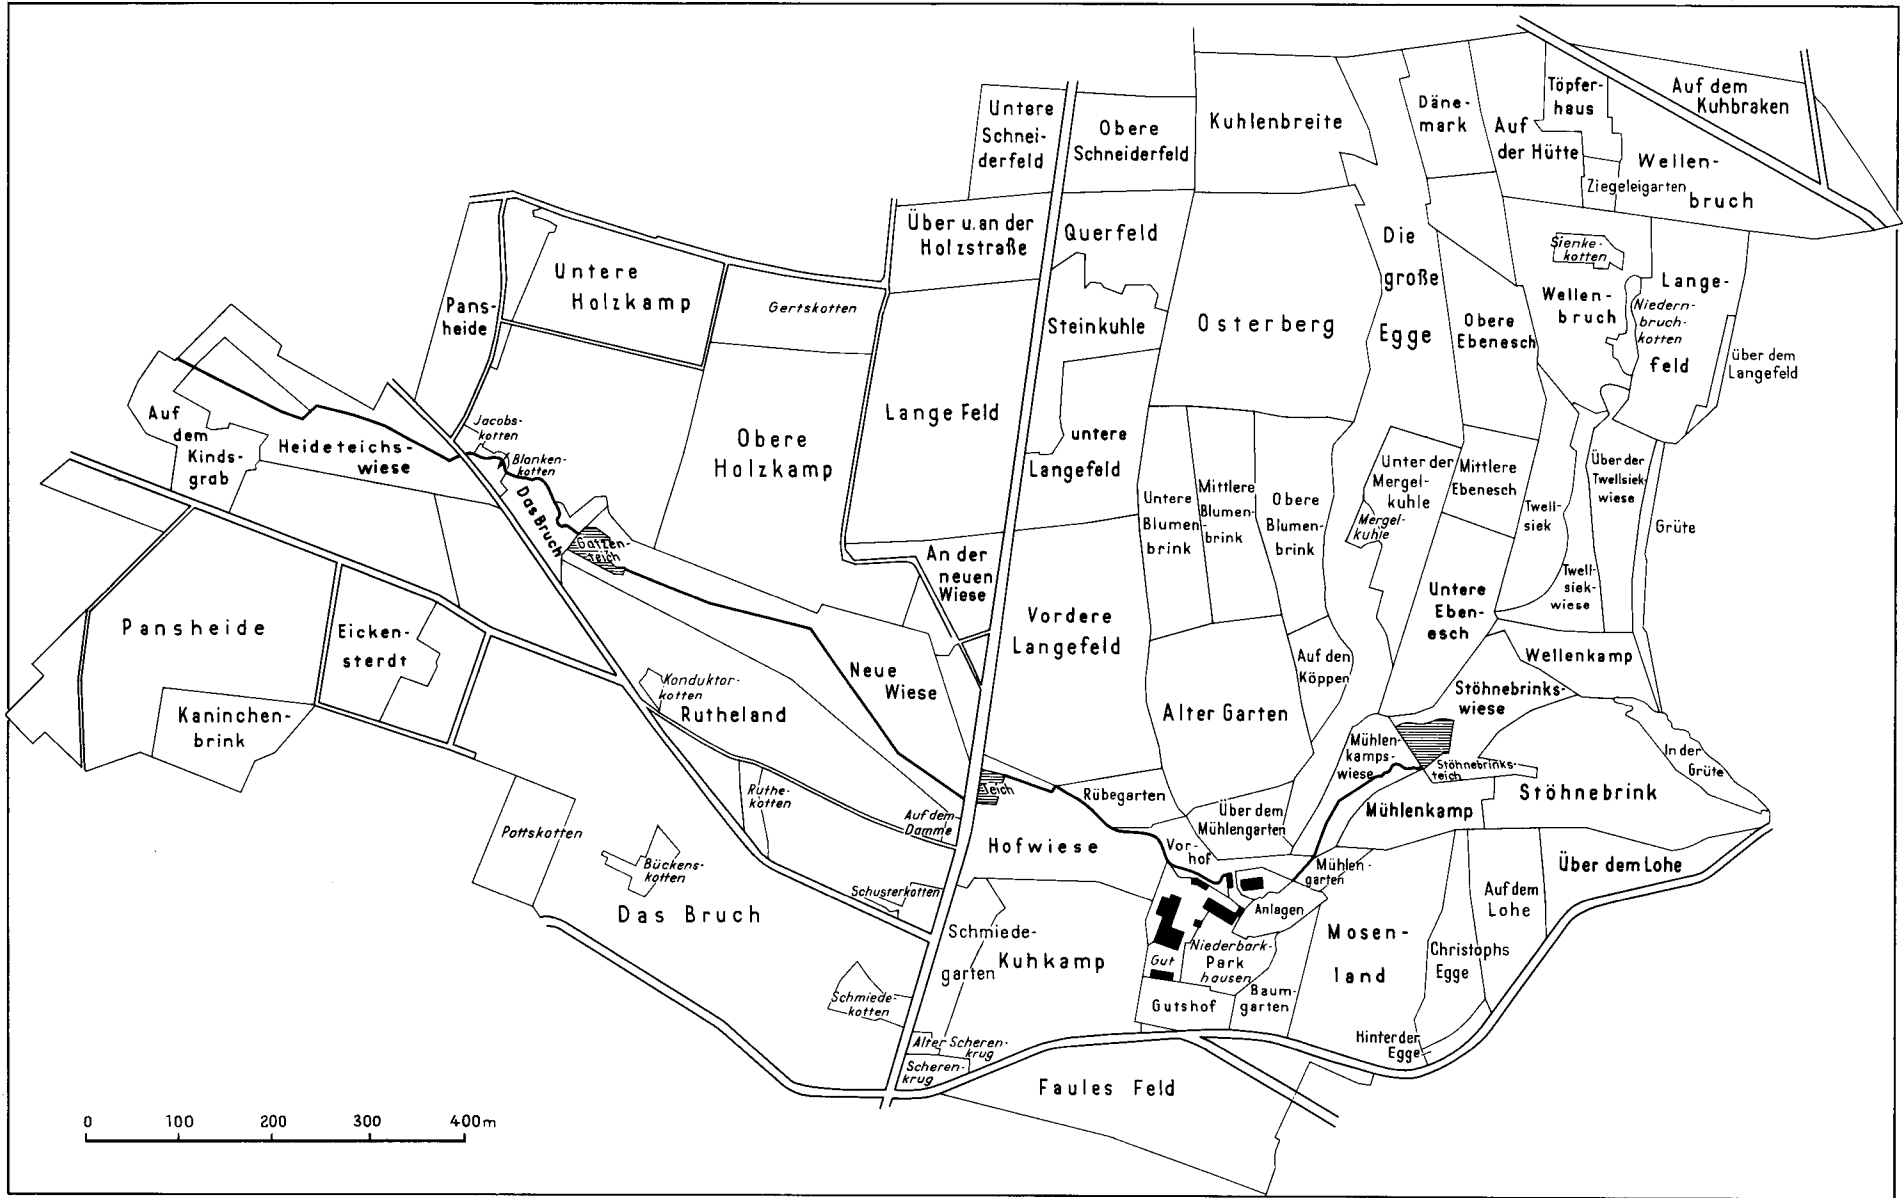 Untere
Schnei-
derfeld
Obere
Schneiderfeld
Kuhlenbreite
Däne-
mark
Auf
der Hütte
Töpfer-
haus
Auf dem
Kuhbraken
Wellen-
bruch
Ziegeleigarten
Über u. an der
Holzstraße
Querfeld
Die
große
Egge
Sienke-
kotten
Wellen-
bruch
Lange-
feld
Niedern-
bruch-
kotten
Über dem
Langefeld
Untere
Holzkamp
Pans-
heide
Gertskotten
Steinkuhle
Osterberg
Obere
Ebenesch
Auf
dem
Kinds-
grab
Heideteichs-
wiese
Jacobs-
kotten
Blanken-
kotten
Das Bruch
Gatzen-
teich
Obere
Holzkamp
Lange Feld
untere
Langefeld
Untere
Blumen-
brink
Mittlere
Blumen-
brink
Obere
Blumen-
brink
Unter der
Mergel-
kuhle
Mergel-
kuhle
Mittlere
Ebenesch
Twell-
siek
Über der
Twellsiek-
wiese
Grüte
An der
neuen
Wiese
Twell-
siek-
wiese
Untere
Eben-
esch
Pansheide
Eicken-
sterdt
Vordere
Langefeld
Auf den
Köppen
Wellenkamp
Stöhnebrinks-
wiese
Neue
Wiese
Konduktor-
kotten
Rutheland
Kaninchen-
brink
Alter Garten
Mühlen-
kamps-
wiese
Stöhnebrinks-
teich
In der
Grüte
Stöhnebrink
Mühlenkamp
Teich
Rübegarten
Über dem
Mühlengarten
Ruthe-
kotten
Auf dem
Damme
Hofwiese
Vor-
hof
Mühlen-
garten
Über dem Lohe
Pottskotten
Bückens-
kotten
Das Bruch
Schusterkotten
Schmiede-
garten
Kuhkamp
Anlagen
Niederbark-
hausen
Park
Gut
Gutshof
Baum-
garten
Mosen-
land
Auf dem
Lohe
Christophs
Egge
Hinter der
Egge
Schmiede-
kotten
Alter Scheren-
krug
Scheren-
krug
Faules Feld
0 100 200 300 400m